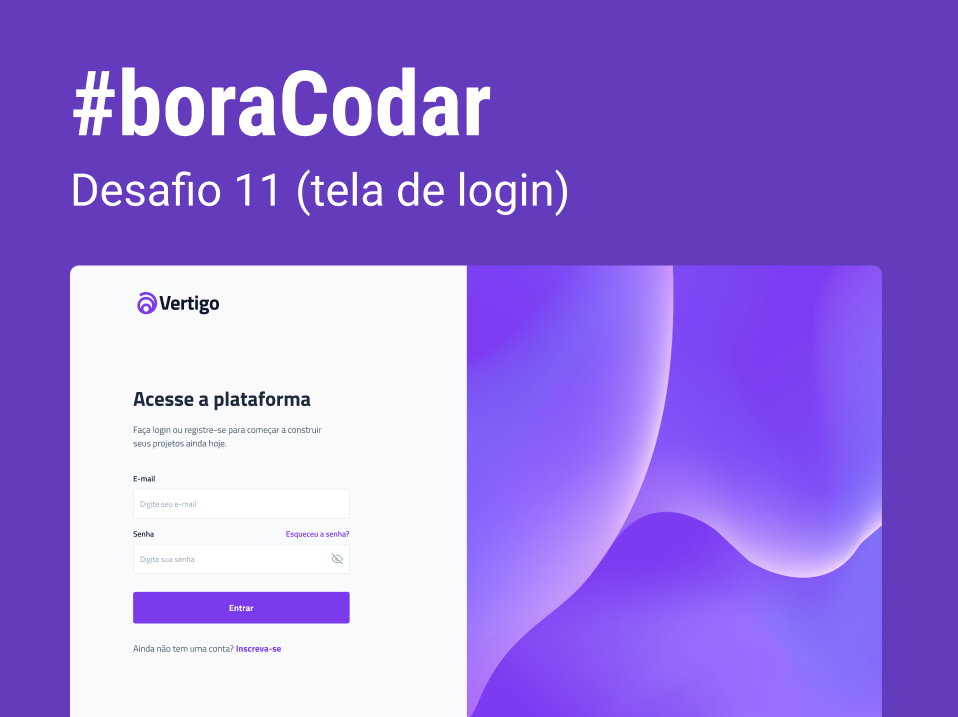 #boraCodar
Desafio 11 (tela de login)
Vertigo
Acesse a plataforma
Faça login ou registre-se para começar a construir
seus projetos ainda hoje.
E-mail
Digite seu e-mail
Senha Esqueceu a senha?
Digite sua senha
Entrar
Ainda não tem uma conta? Inscreva-se